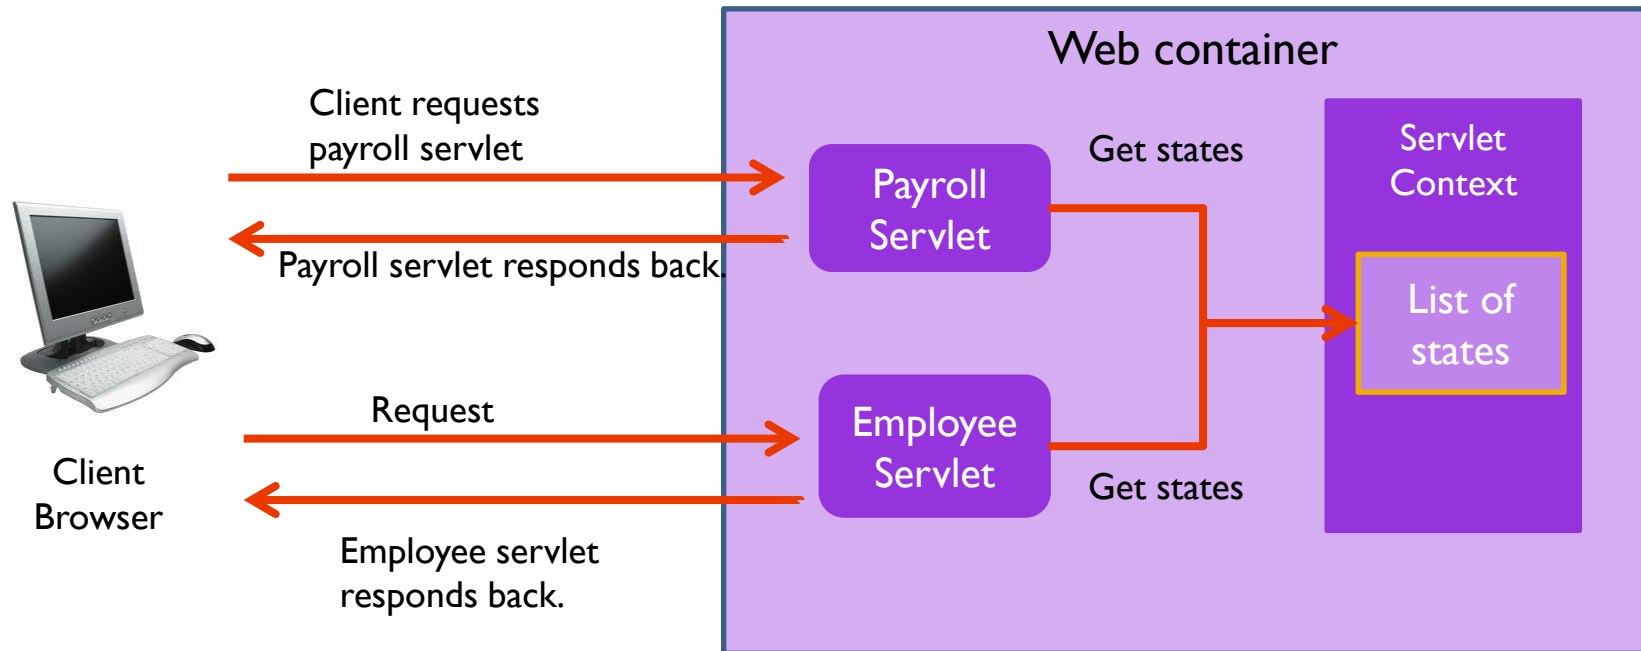 Web container
Client requests
payroll servlet
Get states
Servlet
Context
Payroll
Servlet
Payroll servlet responds back.
List of
states
Request
Employee
Servlet
Client
Browser
Get states
Employee servlet
responds back.